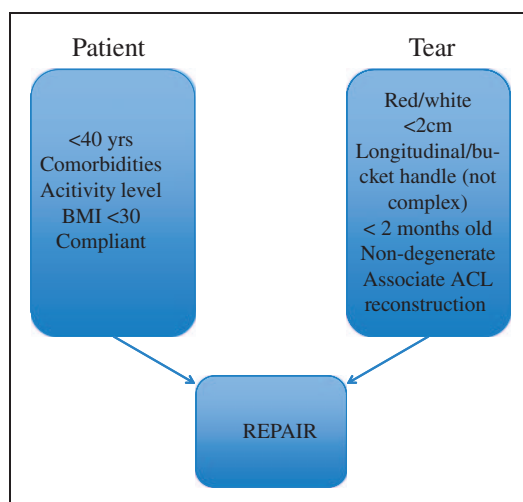 Patient
<40 yrs
Comorbidities
Acitivity level
BMI <30
Compliant
Tear
Red/white
<2cm
Longitudinal/bu-
cket handle (not
complex)
< 2 months old
Non-degenerate
Associate ACL
reconstruction
REPAIR